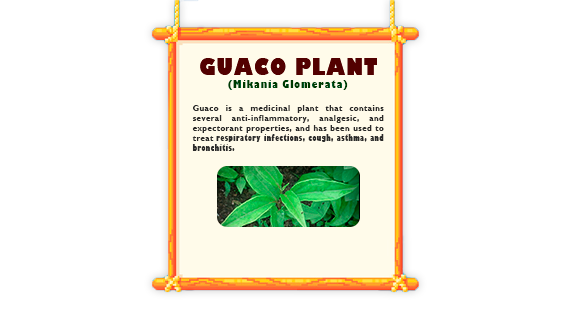 GUACO PLANT
(Mikania Glomerata)
Guaco is a medicinal plant that contains
several anti-inflammatory, analgesic, and
expectorant properties, and has been used to
treat respiratory infections, cough, asthma, and
bronchitis.